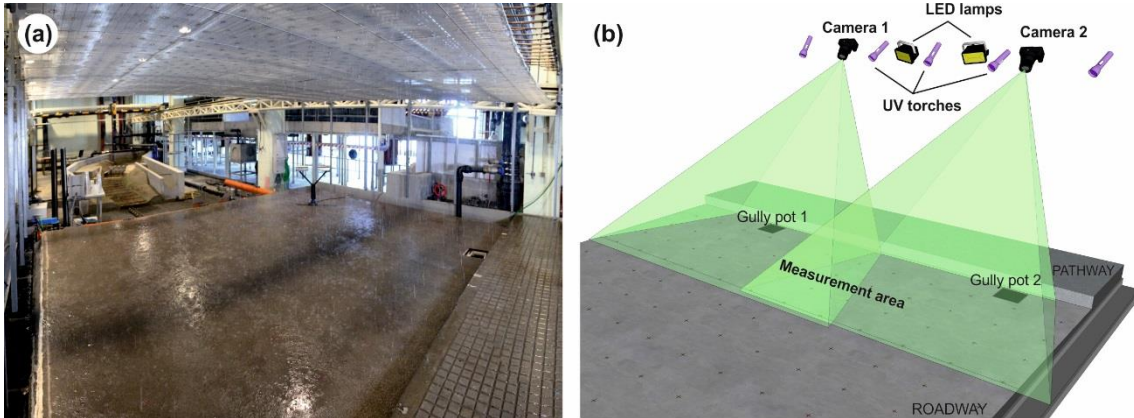 (a)
(b)
LED lamps
Camera 1
Camera 2
UV torches
Gully pot 1
Measurement area
Gully pot 2
PATHWAY
ROADWAY